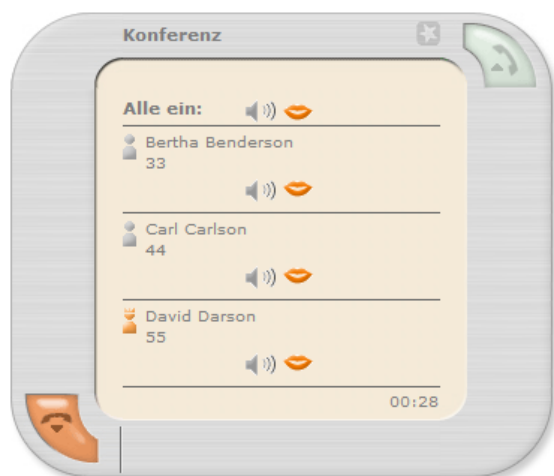 Konferenz
Alle ein:
Bertha Benderson
33
Carl Carlson
44
David Darson
55
00:28